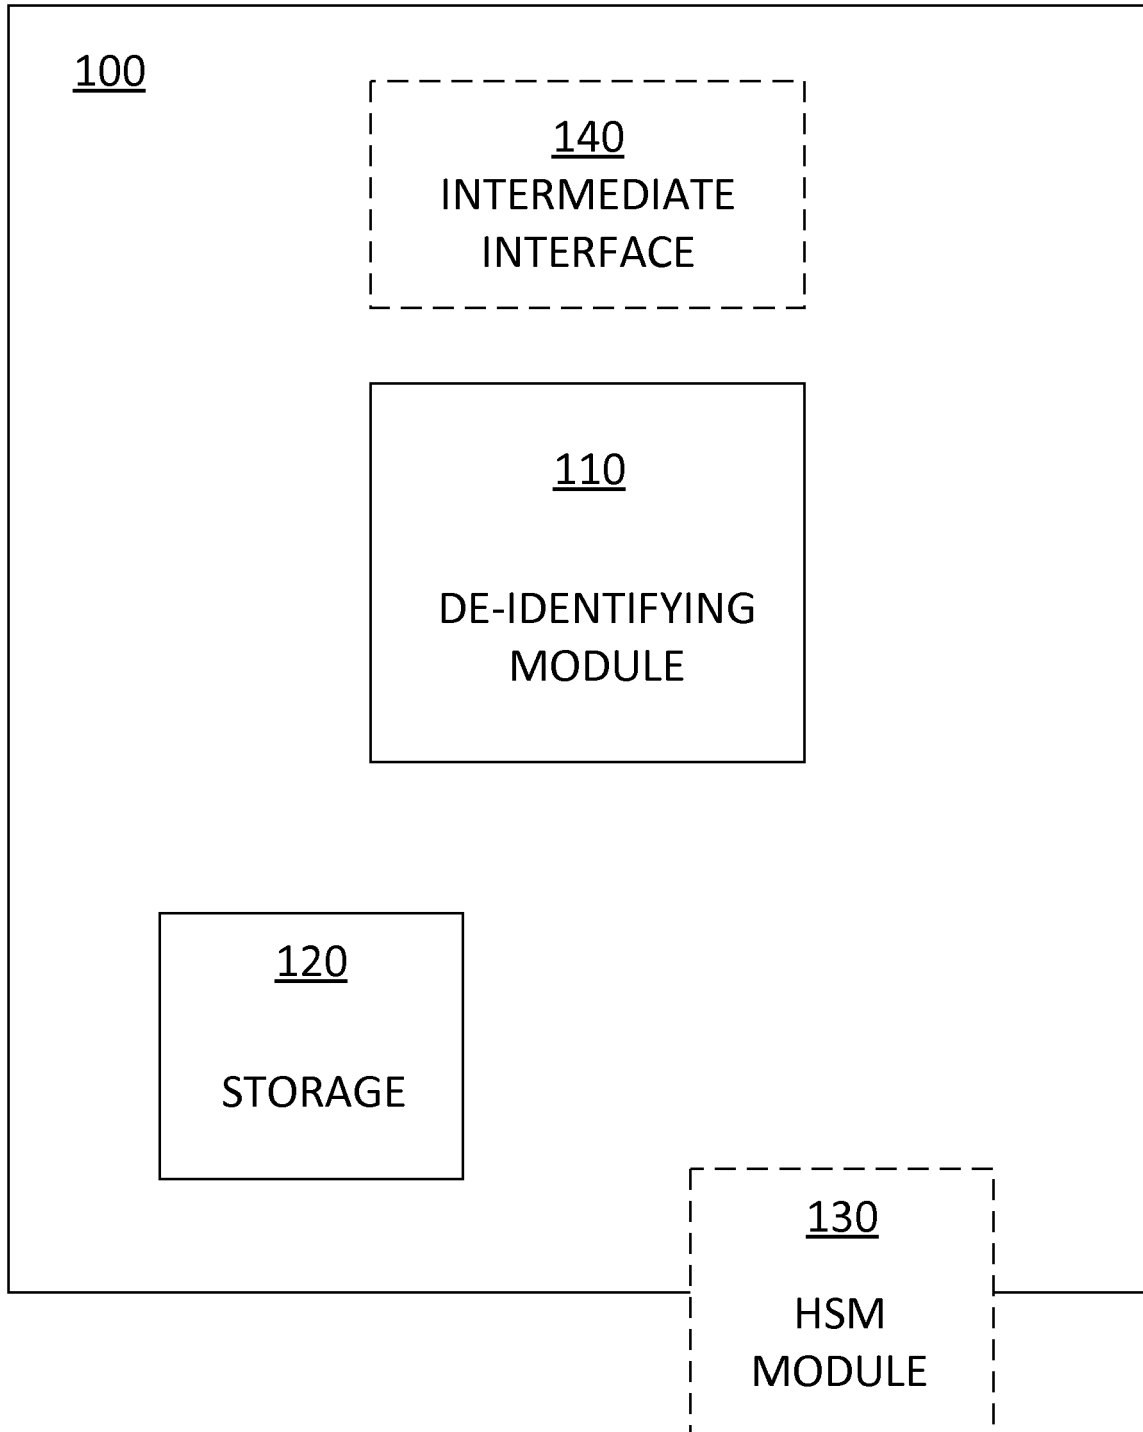 100
140
INTERMEDIATE
INTERFACE
110
DE-IDENTIFYING
MODULE
120
STORAGE
130
HSM
MODULE